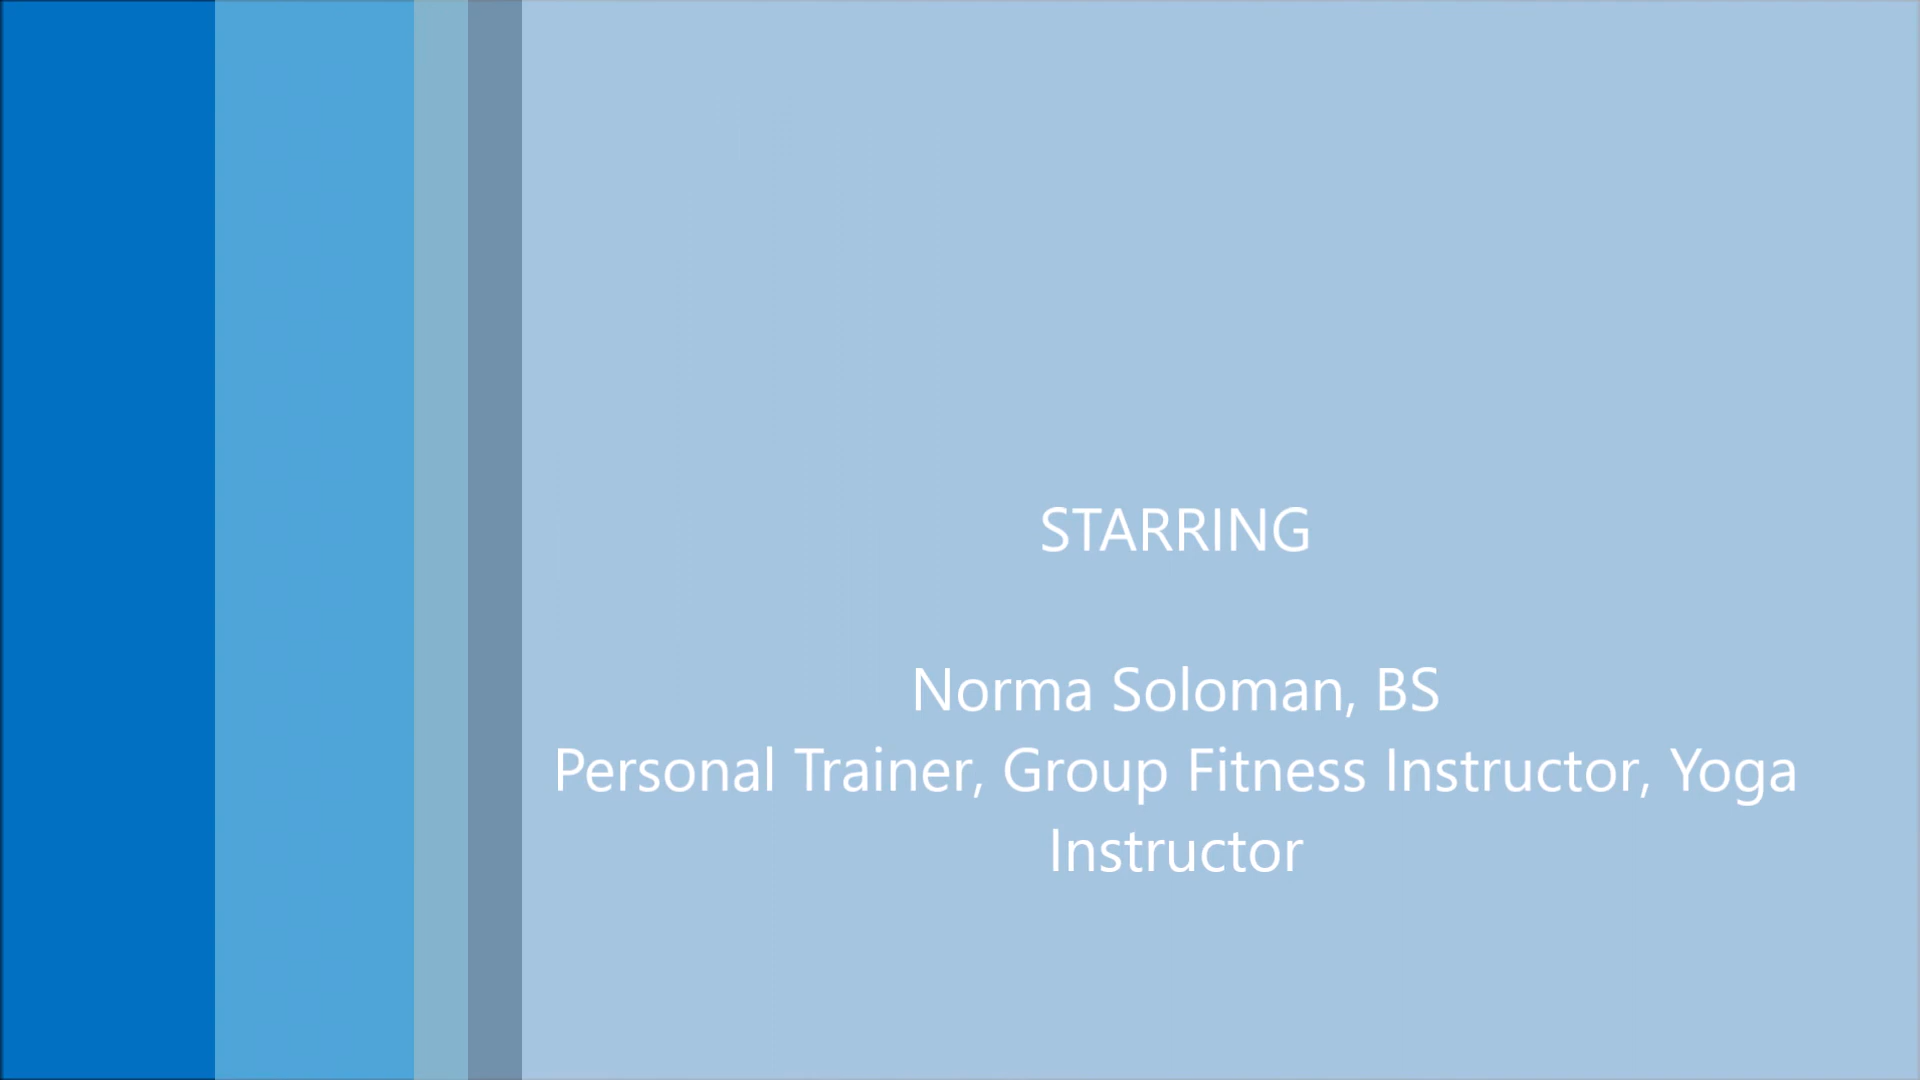 STARRING
Norma Soloman, BS
Personal Trainer, Group Fitness Instructor, Yoga
Instructor